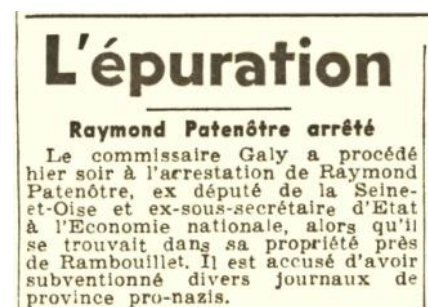 L'épuration
Raymond Patenôtre arrêté
Le commissaire Galy a procédé
hier soir à l'arrestation de Raymond
Patenôtre, ex député de la Seine-
et-Oise et ex-sous-secrétaire d'Etat
à l'Economie nationale, alors qu'il
se trouvait dans sa propriété près
de Rambouillet. Il est accusé d'avoir
subventionné divers journaux de
province pro-nazis.